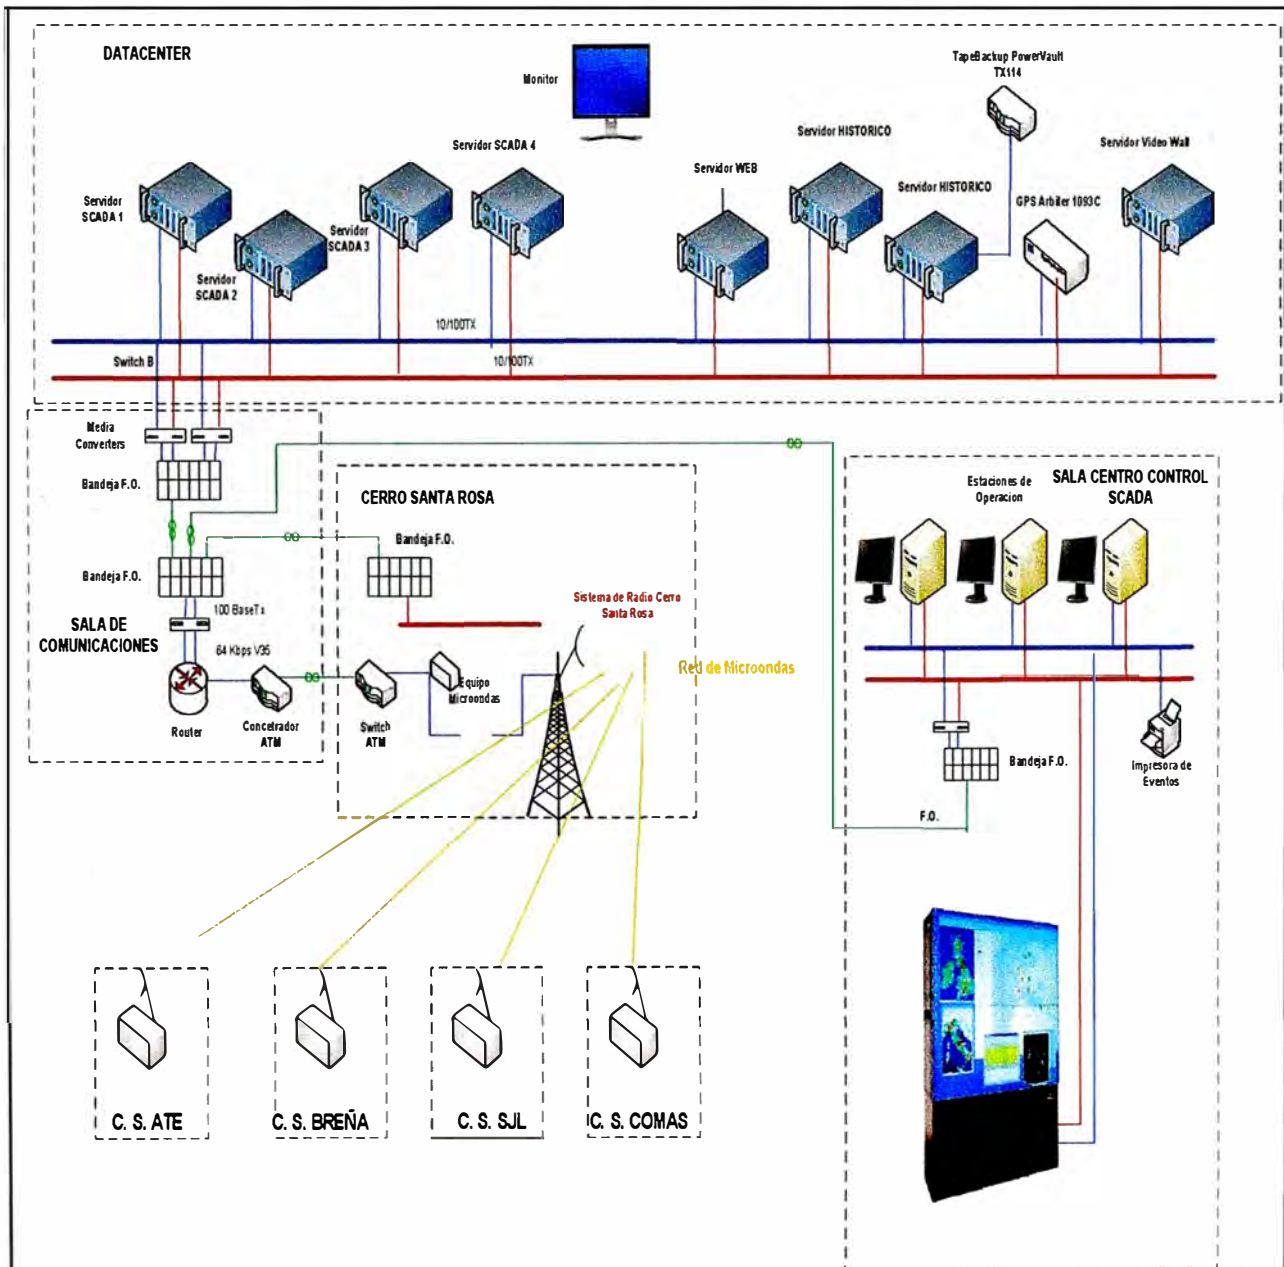 DATACENTER
Monitor
TapeBackup PowerVault
TX114
Servidor SCADA 4
Servidor HISTORICO
Servidor Video Wall
Servidor WEB
Servidor HISTORICO
GPS Arbiter 1093C
Servidor
SCADA 1
Servidor
SCADA 3
Servidor
SCADA 2
10/100TX
Switch B
10/100TX
Media
Converters
Bandeja F.O.
Bandeja F.O.
100 BaseTx
SALA DE
COMUNICACIONES
64 Kbps V35
Router
Concetrador
ATM
CERRO SANTA ROSA
Bandeja F.O.
Sistema de Radio Cerro
Santa Rosa
Equipo
Microondas
Switch
ATM
Red de Microondas
Estaciones de
Operacion
SALA CENTRO CONTROL
SCADA
Bandeja F.O.
Impresora de
Eventos
F.O.
C. S. ATE
C. S. BREÑA
C. S. SJL
C. S. COMAS